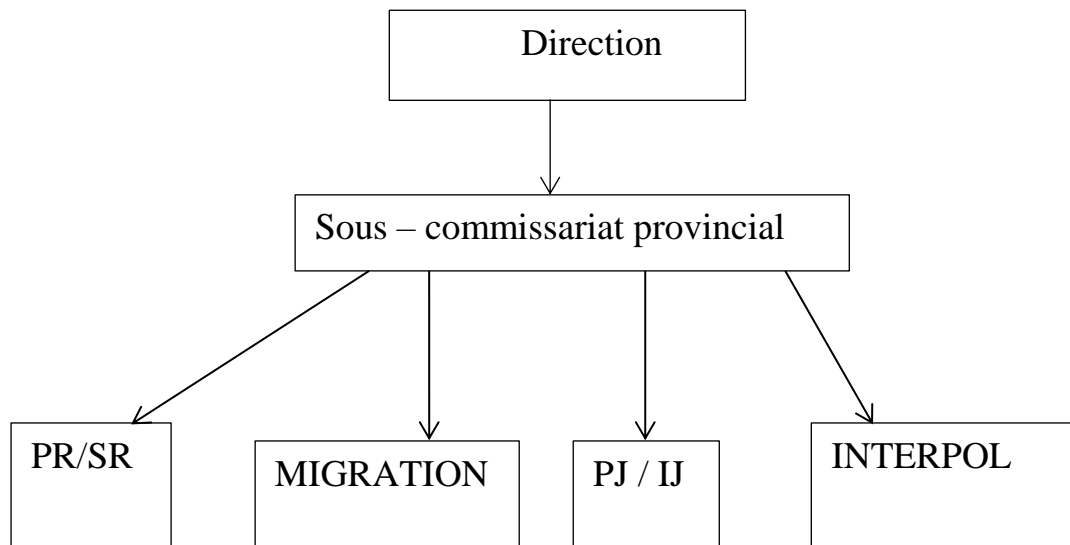 Direction
Sous – commissariat provincial
PR/SR
MIGRATION
PJ / IJ
INTERPOL